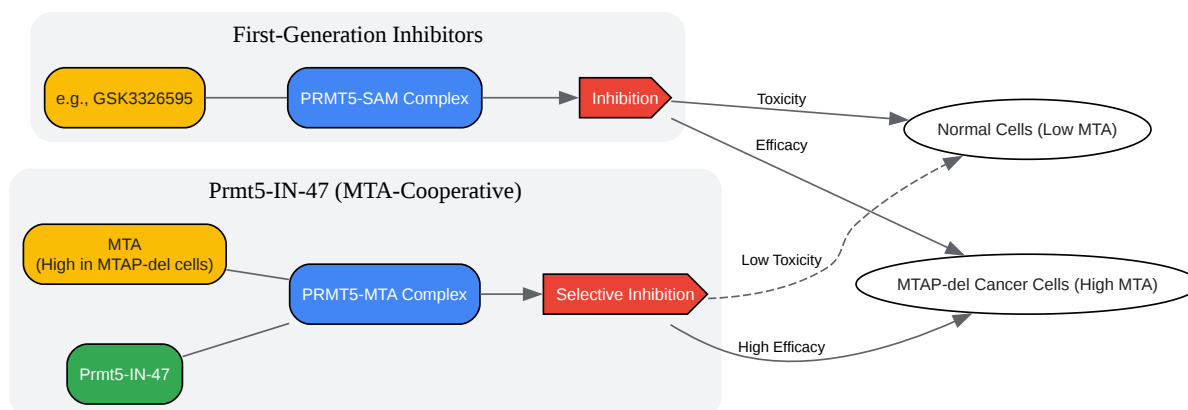 First-Generation Inhibitors
e.g., GSK3326595
PRMT5-SAM Complex
Inhibition
Toxicity
Efficacy
Normal Cells (Low MTA)
Prmt5-IN-47 (MTA-Cooperative)
MTA
(High in MTAP-del cells)
PRMT5-MTA Complex
Selective Inhibition
Prmt5-IN-47
Low Toxicity
High Efficacy
MTAP-del Cancer Cells (High MTA)